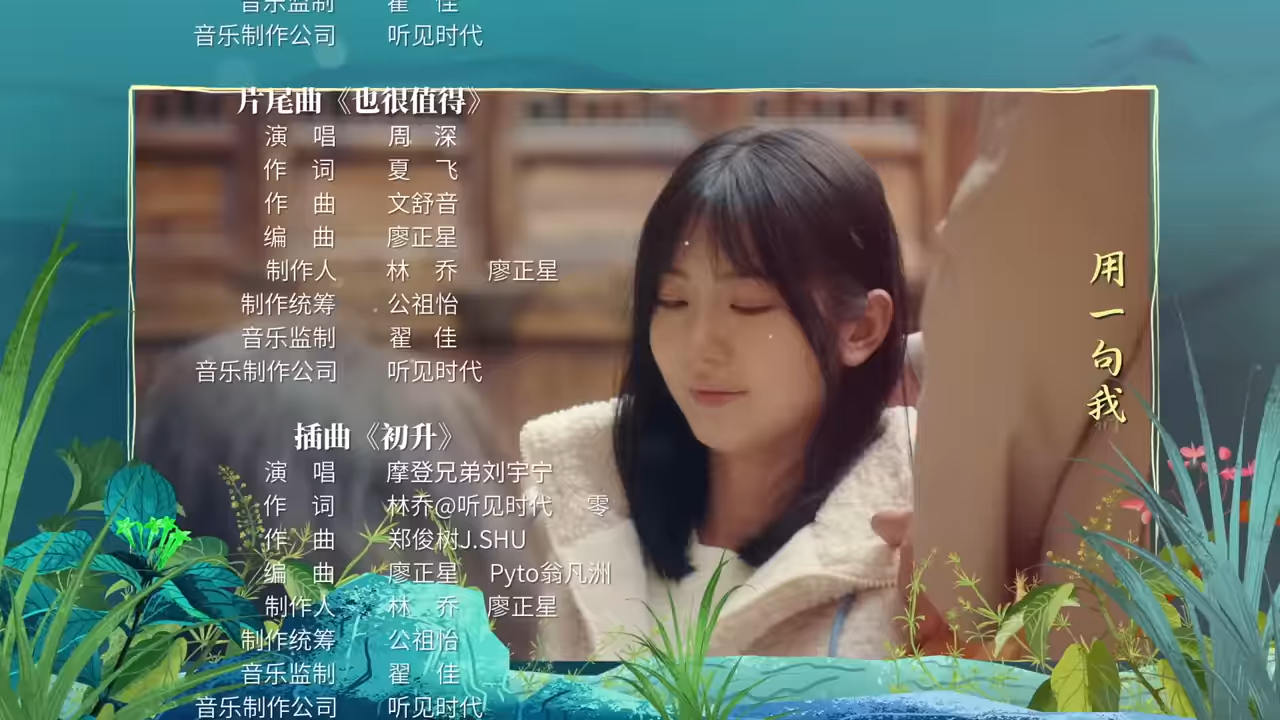 音乐监制 翟 佳
音乐制作公司 听见时代
片尾曲《也很值得》
演 唱 周 深
作 词 夏 飞
作 曲 文舒音
编 曲 廖正星
制作人 林 乔 廖正星
制作统筹 公祖怡
音乐监制 翟 佳
音乐制作公司 听见时代
插曲《初升》
演 唱 摩登兄弟刘宇宁
作 词 林乔@听见时代 零
作 曲 郑俊树J.SHU
编 曲 廖正星 Pyto翁凡洲
制作人 林 乔 廖正星
制作统筹 公祖怡
音乐监制 翟 佳
音乐制作公司 听见时代
用一句我